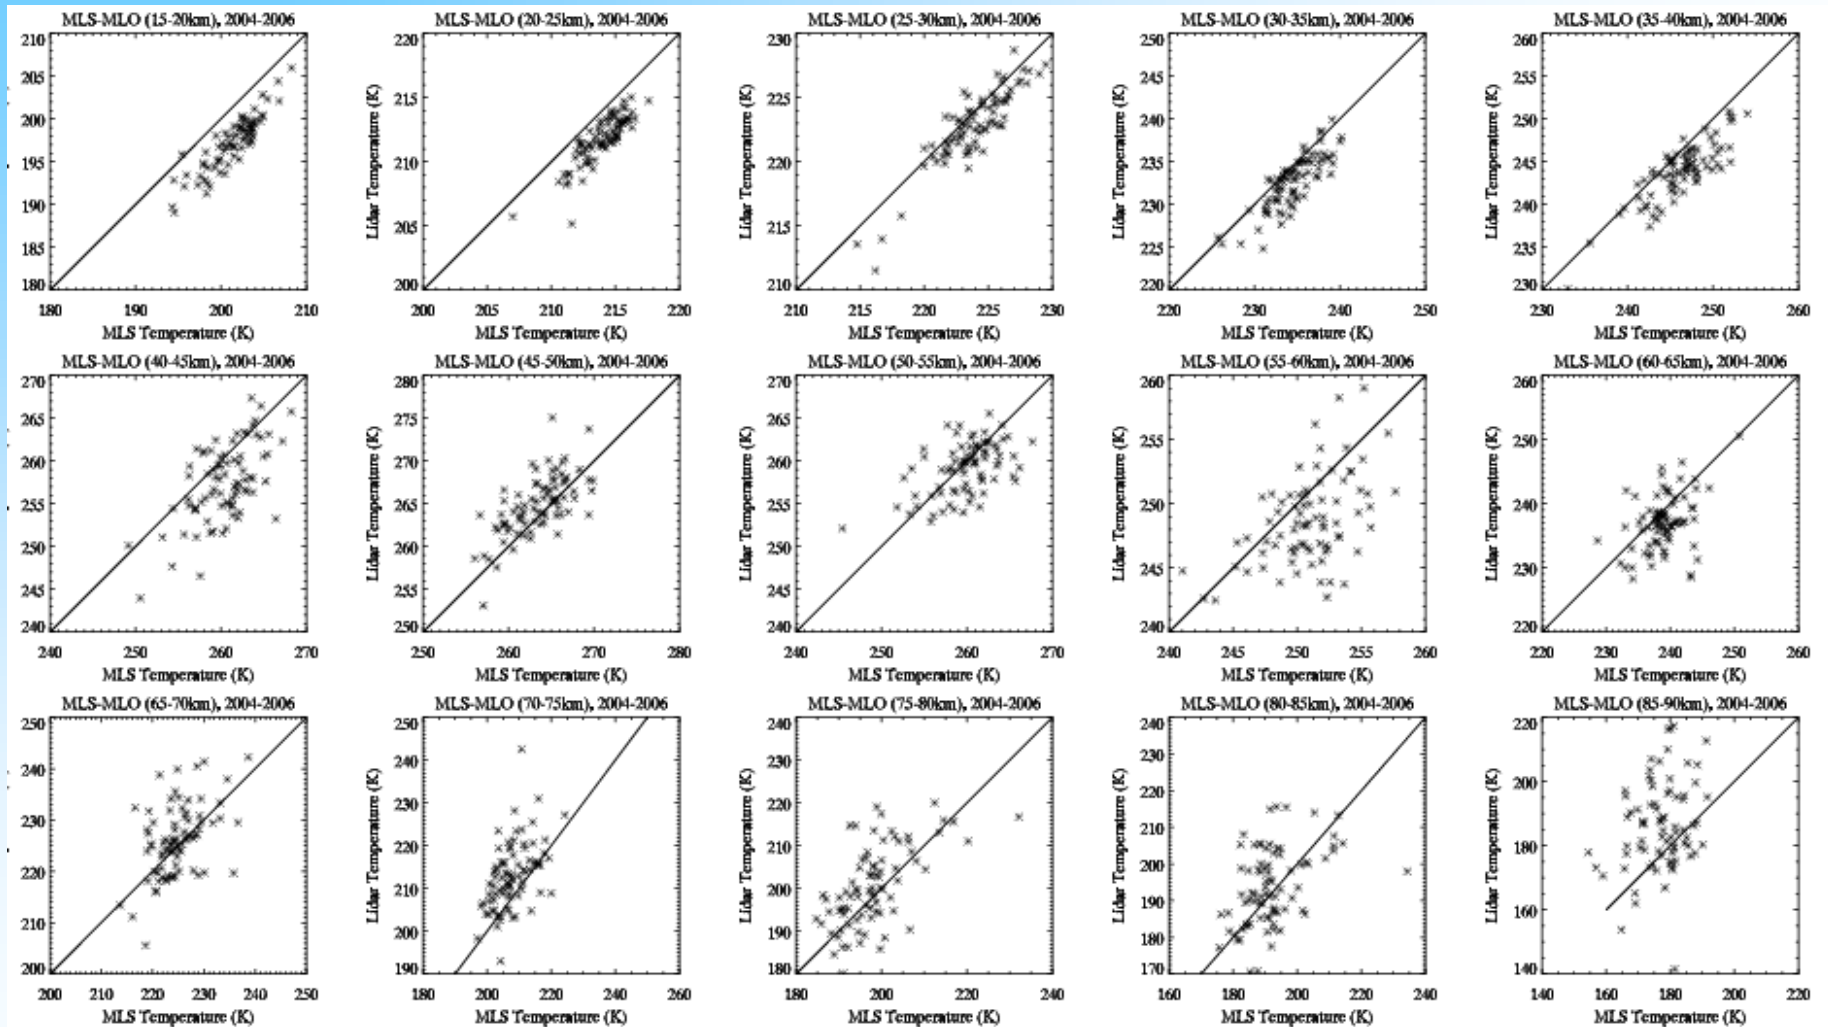 MLS-MLO (15-20km), 2004-2006 MLS-MLO (20-25km), 2004-2006 MLS-MLO (25-30km), 2004-2006 MLS-MLO (30-35km), 2004-2006 MLS-MLO (35-40km), 2004-2006
210 205 200 195 190 185 180
180 190 200 210
MLS Temperature (K)
Lidar Temperature (K)
220 215 210 205 200
200 205 210 215 220
MLS Temperature (K)
Lidar Temperature (K)
230 225 220 215 210
210 215 220 225 230
MLS Temperature (K)
Lidar Temperature (K)
250 245 240 235 230 225 220
220 230 240 250
MLS Temperature (K)
Lidar Temperature (K)
260 255 250 245 240 235 230
230 240 250 260
MLS Temperature (K)
MLS-MLO (40-45km), 2004-2006 MLS-MLO (45-50km), 2004-2006 MLS-MLO (50-55km), 2004-2006 MLS-MLO (55-60km), 2004-2006 MLS-MLO (60-65km), 2004-2006
270 265 260 255 250 245 240
240 250 260 270
MLS Temperature (K)
Lidar Temperature (K)
280 275 270 265 260 255 250
250 260 270 280
MLS Temperature (K)
Lidar Temperature (K)
270 265 260 255 250 245 240
240 250 260 270
MLS Temperature (K)
Lidar Temperature (K)
260 255 250 245 240
240 245 250 255 260
MLS Temperature (K)
Lidar Temperature (K)
260 250 240 230 220
220 230 240 250 260
MLS Temperature (K)
MLS-MLO (65-70km), 2004-2006 MLS-MLO (70-75km), 2004-2006 MLS-MLO (75-80km), 2004-2006 MLS-MLO (80-85km), 2004-2006 MLS-MLO (85-90km), 2004-2006
250 240 230 220 210 200
200 210 220 230 240 250
MLS Temperature (K)
Lidar Temperature (K)
250 240 230 220 210 200 190
180 200 220 240 260
MLS Temperature (K)
Lidar Temperature (K)
240 230 220 210 200 190 180
180 200 220 240
MLS Temperature (K)
Lidar Temperature (K)
240 230 220 210 200 190 180 170
160 180 200 220 240
MLS Temperature (K)
Lidar Temperature (K)
220 200 180 160 140
140 160 180 200 220
MLS Temperature (K)